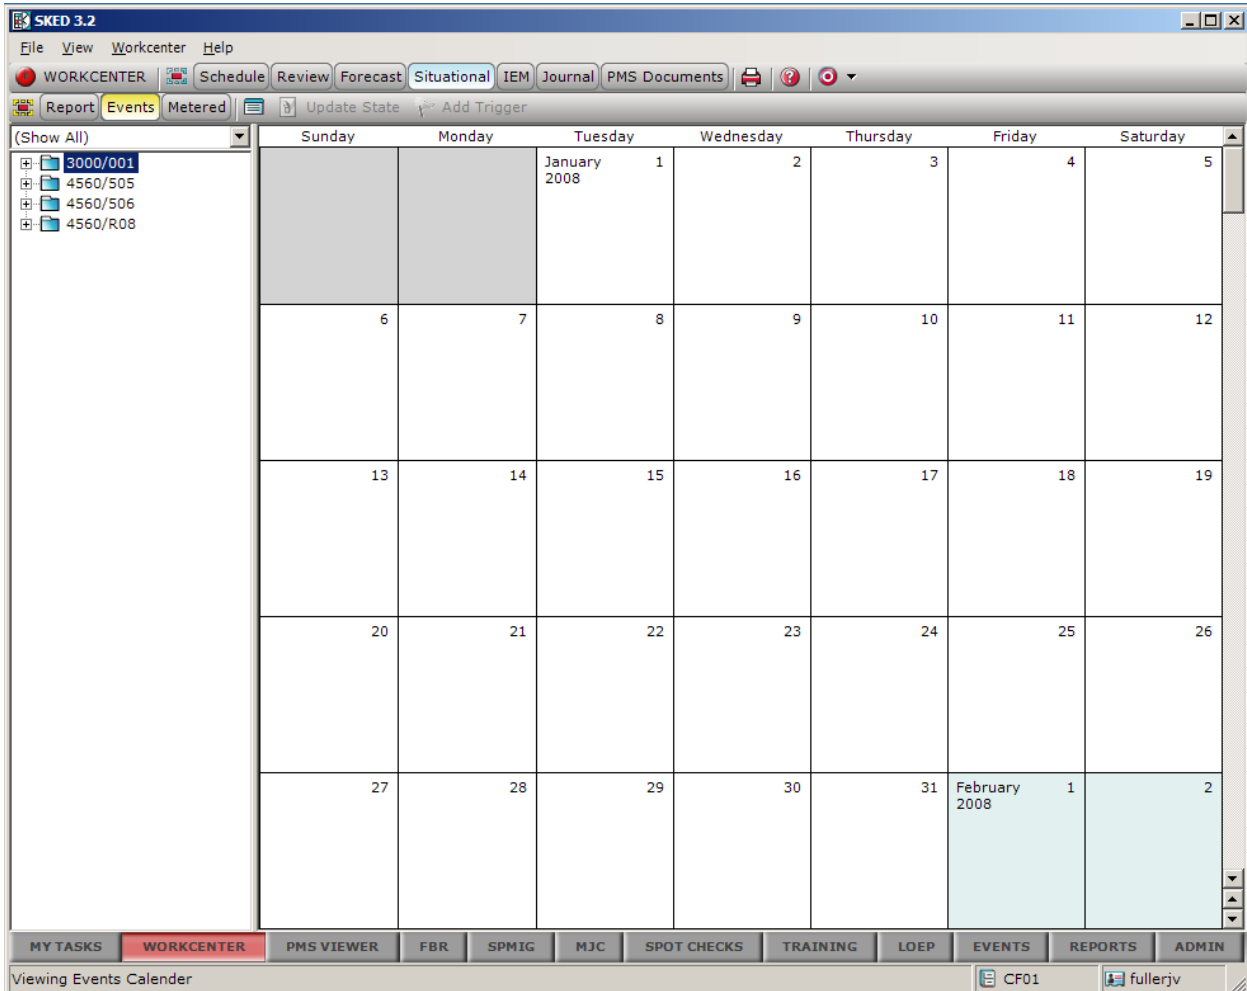 SKED 3.2
File View Workcenter Help
WORKCENTER Schedule Review Forecast Situational IEM Journal PMS Documents
Report Events Metered Update State Add Trigger
(Show All)
3000/001
4560/505
4560/506
4560/R08
Sunday Monday Tuesday Wednesday Thursday Friday Saturday
January 2008 1 2 3 4 5
6 7 8 9 10 11 12
13 14 15 16 17 18 19
20 21 22 23 24 25 26
27 28 29 30 31 February 2008 1 2
MY TASKS WORKCENTER PMS VIEWER FBR SPMIG MJC SPOT CHECKS TRAINING LOEP EVENTS REPORTS ADMIN
Viewing Events Calender CF01 fullerjv